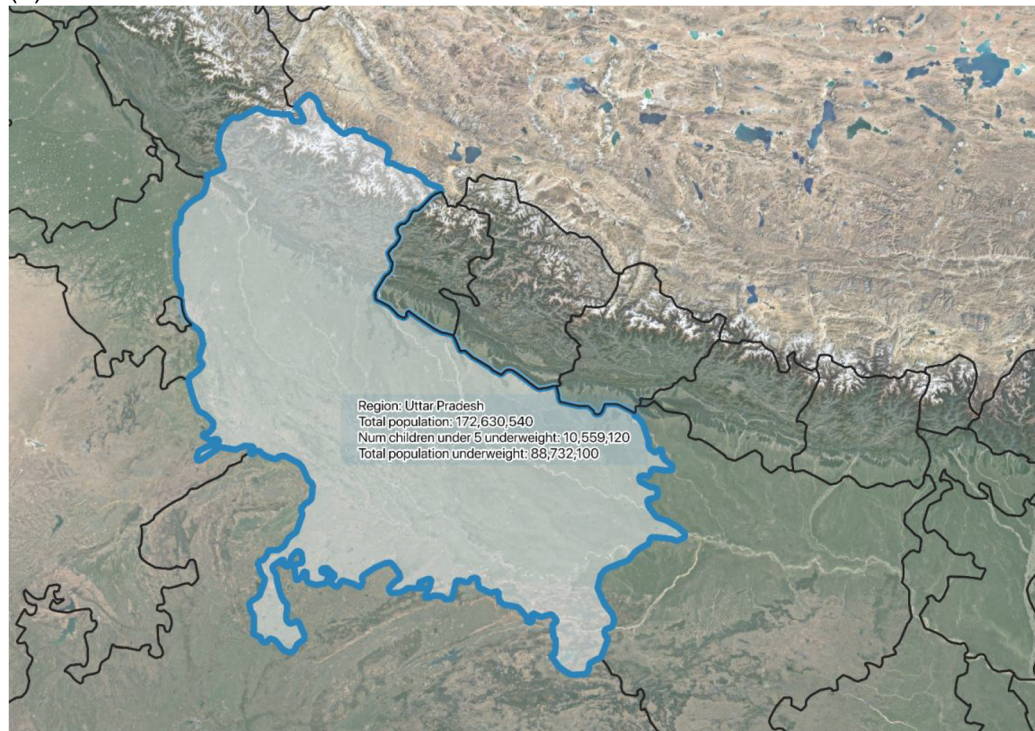 Region: Uttar Pradesh
Total population: 172,630,540
Num children under 5 underweight: 10,559,120
Total population underweight: 88,732,100